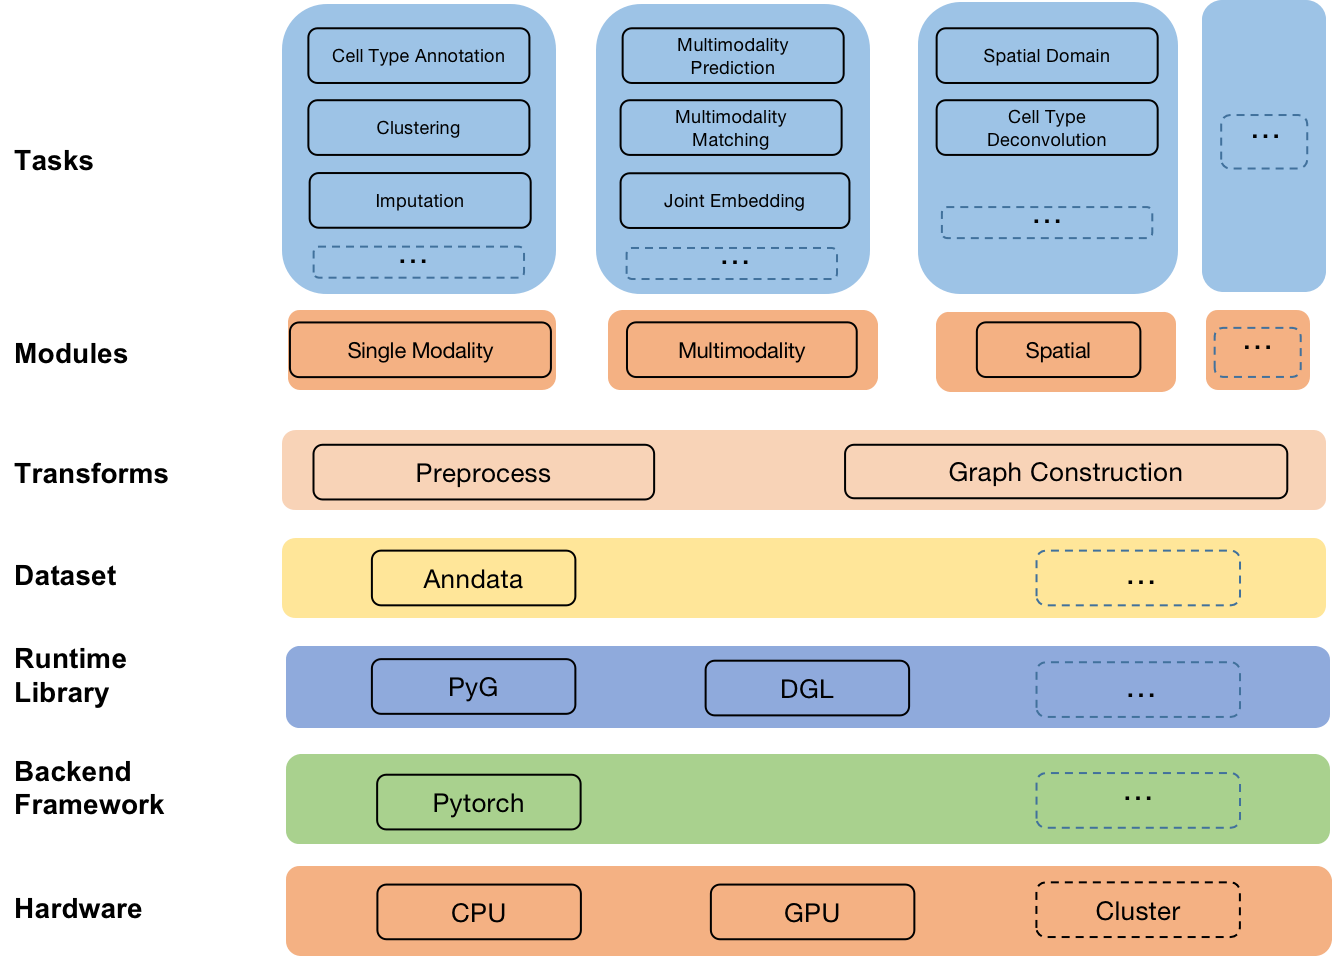 Tasks
Cell Type Annotation
Clustering
Imputation
...
Multimodality
Prediction
Multimodality
Matching
Joint Embedding
...
Spatial Domain
Cell Type
Deconvolution
...
...
Modules
Single Modality
Multimodality
Spatial
...
Transforms
Preprocess
Graph Construction
Dataset
Anndata
...
Runtime
Library
PyG
DGL
...
Backend
Framework
Pytorch
...
Hardware
CPU
GPU
Cluster